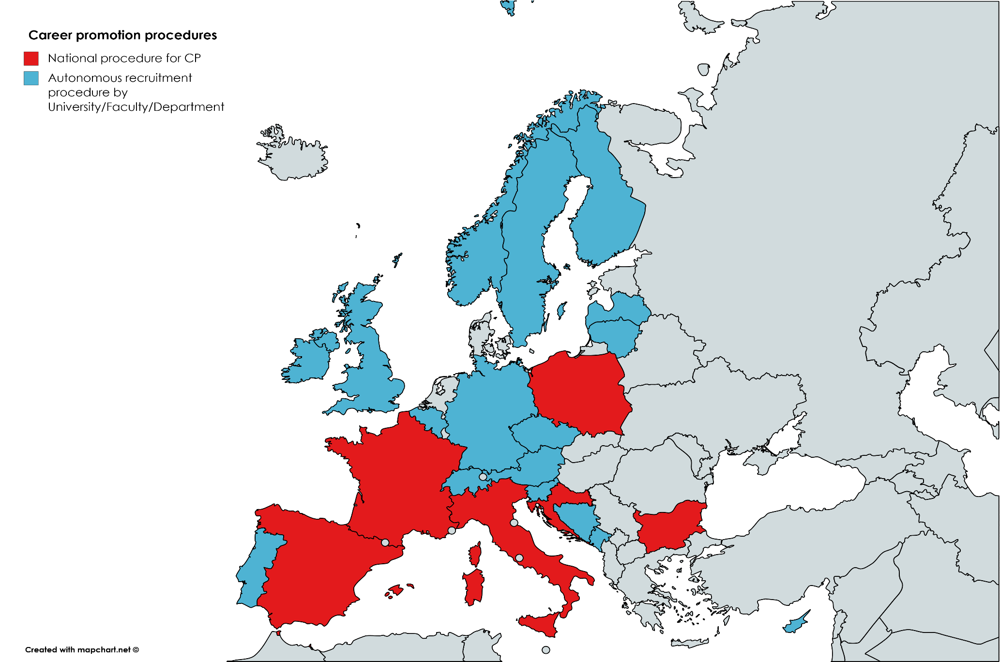 Career promotion procedures
National procedure for CP
Autonomous recruitment
procedure by
University/Faculty/Department
Created with mapchart.net ©